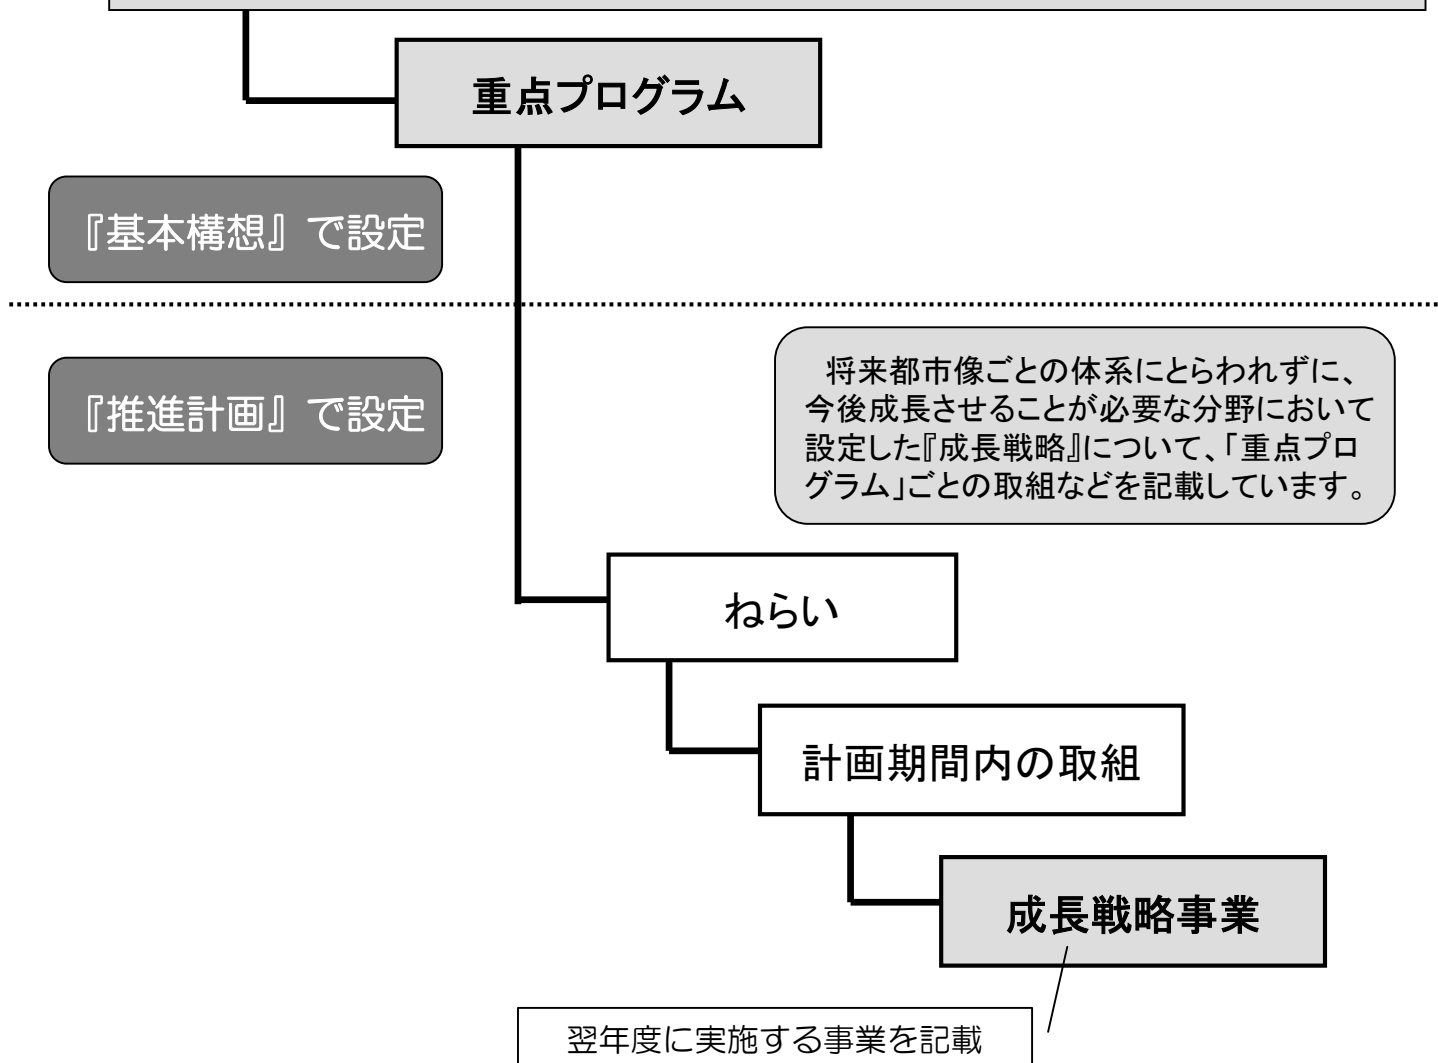 重点プログラム
『基本構想』で設定
『推進計画』で設定
将来都市像ごとの体系にとらわれずに、
今後成長させることが必要な分野において
設定した『成長戦略』について、「重点プロ
グラム」ごとの取組などを記載しています。
ねらい
計画期間内の取組
成長戦略事業
翌年度に実施する事業を記載